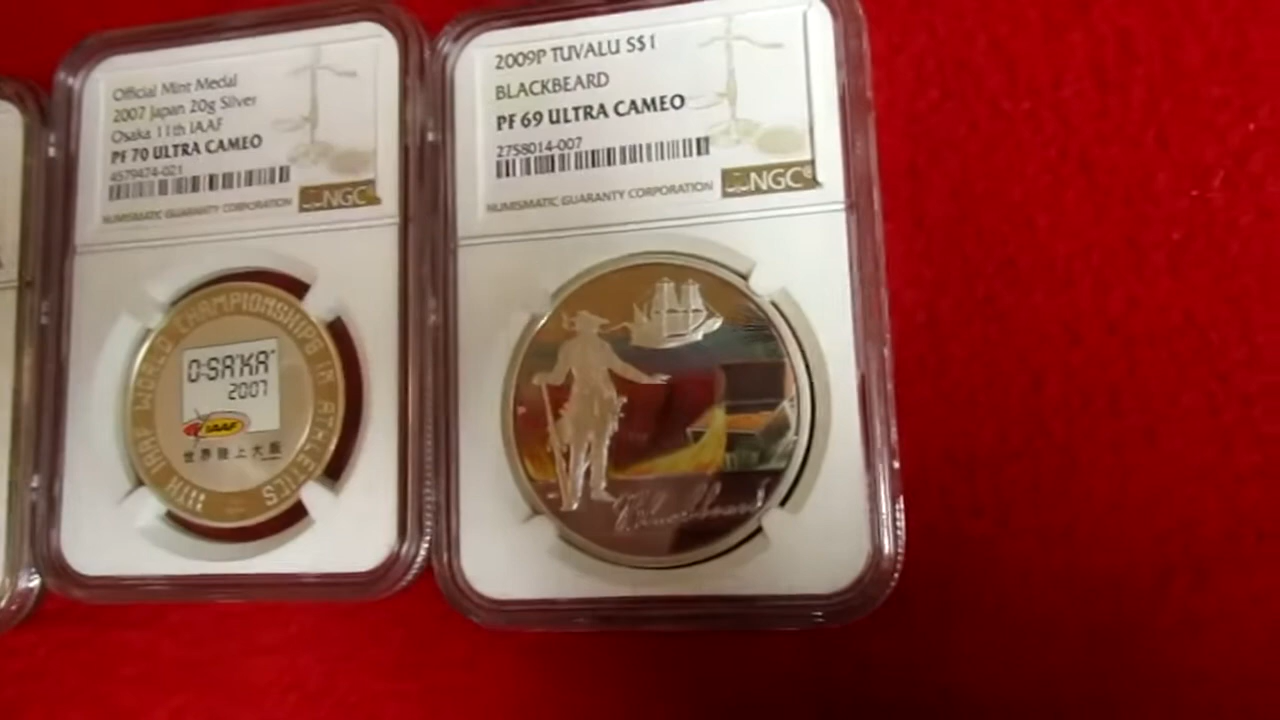 Official Mint Medal
2007 Japan 20g Silver
Osaka 11th IAAF
PF 70 ULTRA CAMEO
4579474-021
NUMISMATIC GUARANTY CORPORATION
NGC
IAAF WORLD CHAMPIONSHIPS IN ATHLETICS
O:SA'KA"
2007
IAAF
世界陸上大阪
2009P TUVALU S$1
BLACKBEARD
PF 69 ULTRA CAMEO
2758014-007
NUMISMATIC GUARANTY CORPORATION
NGC®
Blackbeard